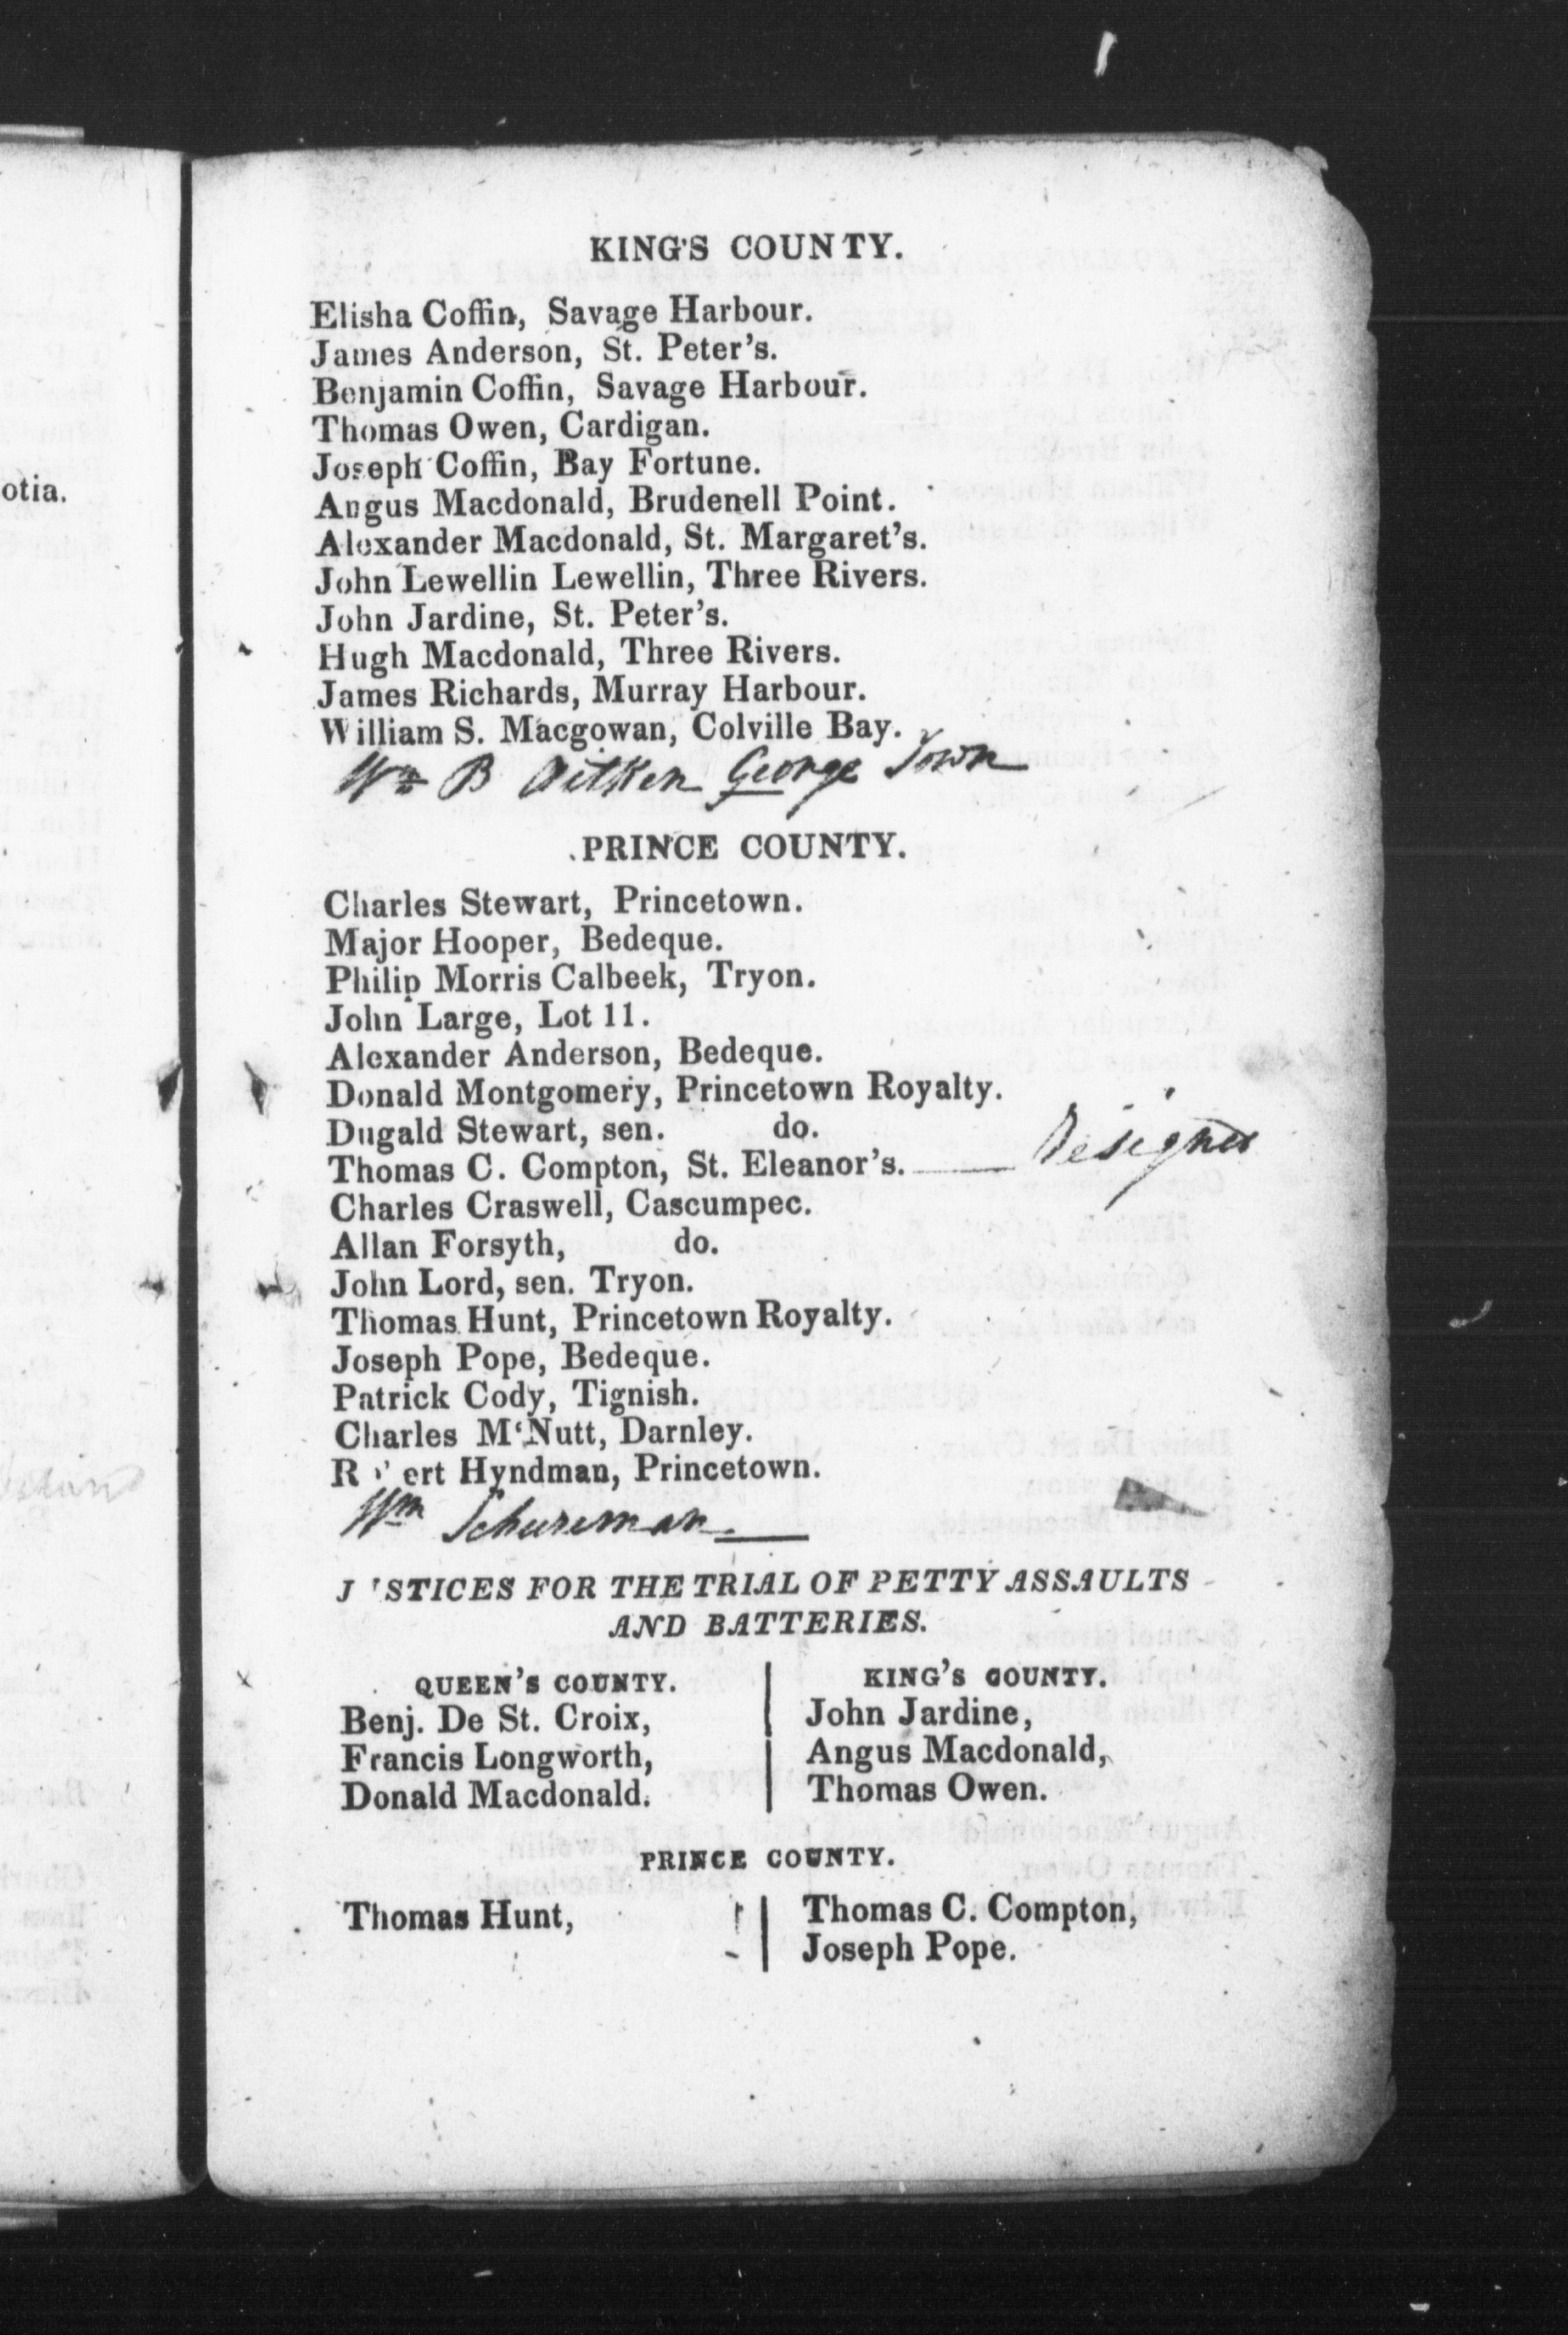 otia.
KING'S COUNTY.
Elisha Coffin, Savage Harbour.
James Anderson, St. Peter's.
Benjamin Coffin, Savage Harbour.
Thomas Owen, Cardigan.
Joseph Coffin, Bay Fortune.
Angus Macdonald, Brudenell Point.
Alexander Macdonald, St. Margaret's.
John Lewellin Lewellin, Three Rivers.
John Jardine, St. Peter's.
Hugh Macdonald, Three Rivers.
James Richards, Murray Harbour.
William S. Macgowan, Colville Bay.
Wm B Aitken George Town
PRINCE COUNTY.
Charles Stewart, Princetown.
Major Hooper, Bedeque.
Philip Morris Calbeek, Tryon.
John Large, Lot 11.
Alexander Anderson, Bedeque.
Donald Montgomery, Princetown Royalty.
Dugald Stewart, sen. do.
Thomas C. Compton, St. Eleanor's. —— Resigned
Charles Craswell, Cascumpec.
Allan Forsyth, do.
John Lord, sen. Tryon.
Thomas Hunt, Princetown Royalty.
Joseph Pope, Bedeque.
Patrick Cody, Tignish.
Charles M'Nutt, Darnley.
R ert Hyndman, Princetown.
Wm Schureman.
J STICES FOR THE TRIAL OF PETTY ASSAULTS
AND BATTERIES.
QUEEN'S COUNTY.
Benj. De St. Croix,
Francis Longworth,
Donald Macdonald.
KING'S COUNTY.
John Jardine,
Angus Macdonald,
Thomas Owen.
PRINCE COUNTY.
Thomas Hunt,
Thomas C. Compton,
Joseph Pope.